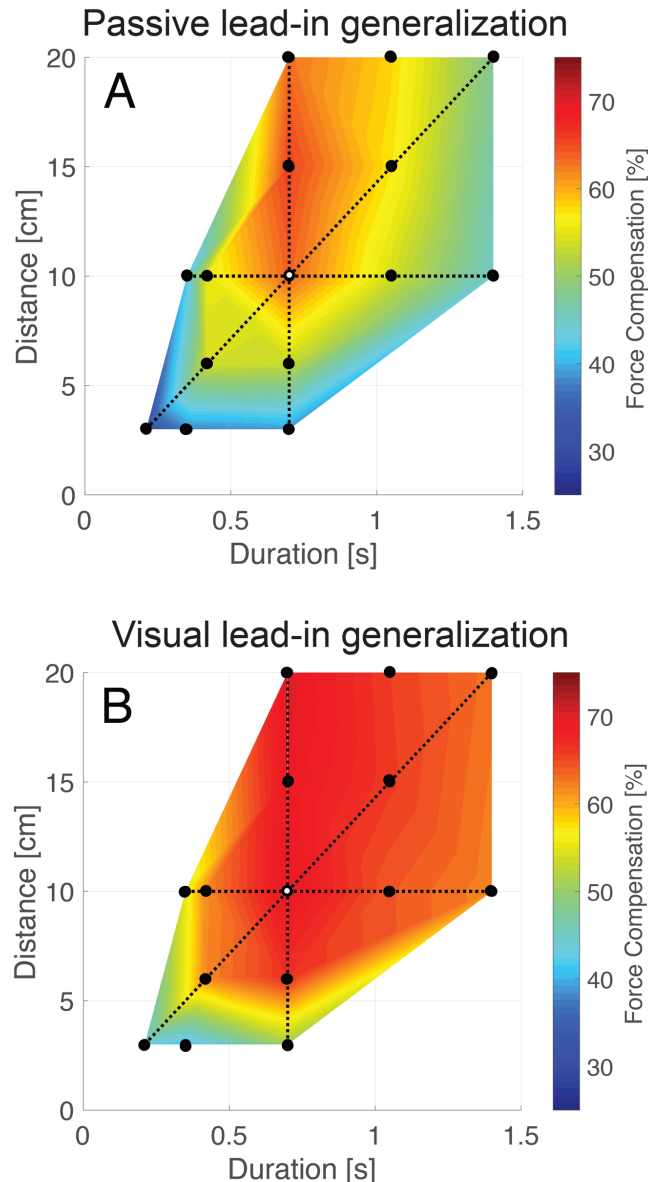 Passive lead-in generalization
A
20
15
10
5
0
Distance [cm]
0
0.5
1
1.5
Duration [s]
70
60
50
40
30
Force Compensation [%]
Visual lead-in generalization
B
20
15
10
5
0
Distance [cm]
0
0.5
1
1.5
Duration [s]
70
60
50
40
30
Force Compensation [%]